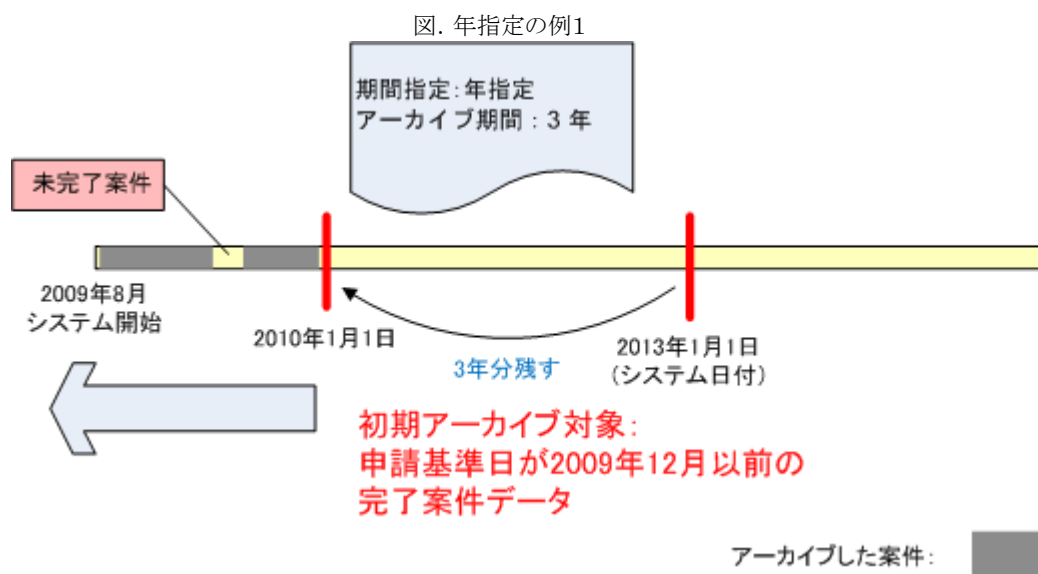 図. 年指定の例1
期間指定：年指定
アーカイブ期間：3 年
未完了案件
2009年8月
システム開始
2010年1月1日
3年分残す
2013年1月1日
(システム日付)
初期アーカイブ対象：
申請基準日が2009年12月以前の
完了案件データ
アーカイブした案件：